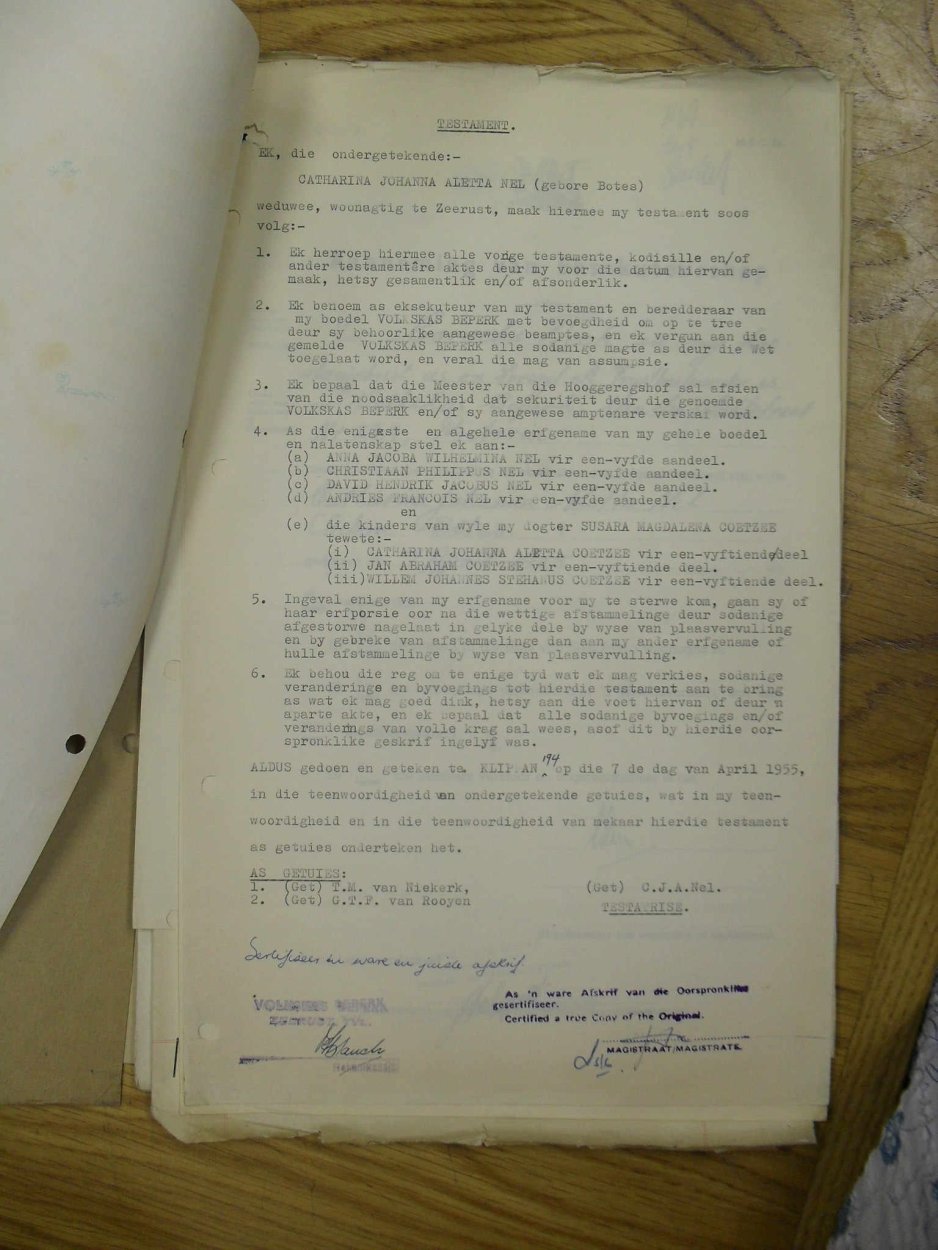 TESTAMENT.
EK, die ondergetekende:-
CATHARINA JOHANNA ALETTA NEL (gebore Botes)
weduwee, woonagtig te Zeerust, maak hiermee my testament soos
volg:-
1. Ek herroep hiermee alle vorige testamente, kodisille en/of
ander testamentêre aktes deur my voor die datum hiervan ge-
maak, hetsy gesamentlik en/of afsonderlik.
2. Ek benoem as eksekuteur van my testament en beredderaar van
my boedel VOLKSKAS BEPERK met bevoegdheid om op te tree
deur sy behoorlike aangewese beamptes, en ek vergun aan die
gemelde VOLKSKAS BEPERK alle sodanige magte as deur die wet
toegelaat word, en veral die mag van assumpsie.
3. Ek bepaal dat die Meester van die Hooggeregshof sal afsien
van die noodsaaklikheid dat sekuriteit deur die genoemde
VOLKSKAS BEPERK en/of sy aangewese amptenare verskaf word.
4. As die enigste en algehele erfgename van my gehele boedel
en nalatenskap stel ek aan:-
(a) ANNA JACOBA WILHELMINA NEL vir een-vyfde aandeel.
(b) CHRISTIAAN PHILIPPUS NEL vir een-vyfde aandeel.
(c) DAVID HENDRIK JACOBUS NEL vir een-vyfde aandeel.
(d) ANDRIES FRANCOIS NEL vir een-vyfde aandeel.
en
(e) die kinders van wyle my dogter SUSARA MAGDALENA COETZEE
tewete:-
(i) CATHARINA JOHANNA ALETTA COETZEE vir een-vyftiende deel
(ii) JAN ABRAHAM COETZEE vir een-vyftiende deel.
(iii) WILLEM JOHANNES STEHANUS COETZEE vir een-vyftiende deel.
5. Ingeval enige van my erfgename voor my te sterwe kom, gaan sy of
haar erfporsie oor na die wettige afstammelinge deur sodanige
afgestorwe nagelaat in gelyke dele by wyse van plaasvervulling
en by gebreke van afstammelinge dan aan my ander erfgename of
hulle afstammelinge by wyse van plaasvervulling.
6. Ek behou die reg om te enige tyd wat ek mag verkies, sodanige
veranderinge en byvoegings tot hierdie testament aan te bring
as wat ek mag goed dink, hetsy aan die voet hiervan of deur 'n
aparte akte, en ek bepaal dat alle sodanige byvoegings en/of
veranderings van volle krag sal wees, asof dit by hierdie oor-
spronklike geskrif ingelyf was.
ALDUS gedoen en geteken te KLIPPAN 194 op die 7 de dag van April 1955,
in die teenwoordigheid van ondergetekende getuies, wat in my teen-
woordigheid en in die teenwoordigheid van mekaar hierdie testament
as getuies onderteken het.
AS GETUIES:
1. (Get) T.M. van Niekerk, (Get) C.J.A.Nel.
2. (Get) G.T.F. van Rooyen TESTATRISE.
Sertifiseer 'n ware en juiste afskrif.
VOLKSKAS BEPERK
ZEERUST
As 'n ware Afskrif van die Oorspronklike
gesertifiseer.
Certified a true Copy of the Original.
MAGISTRAAT/MAGISTRATE